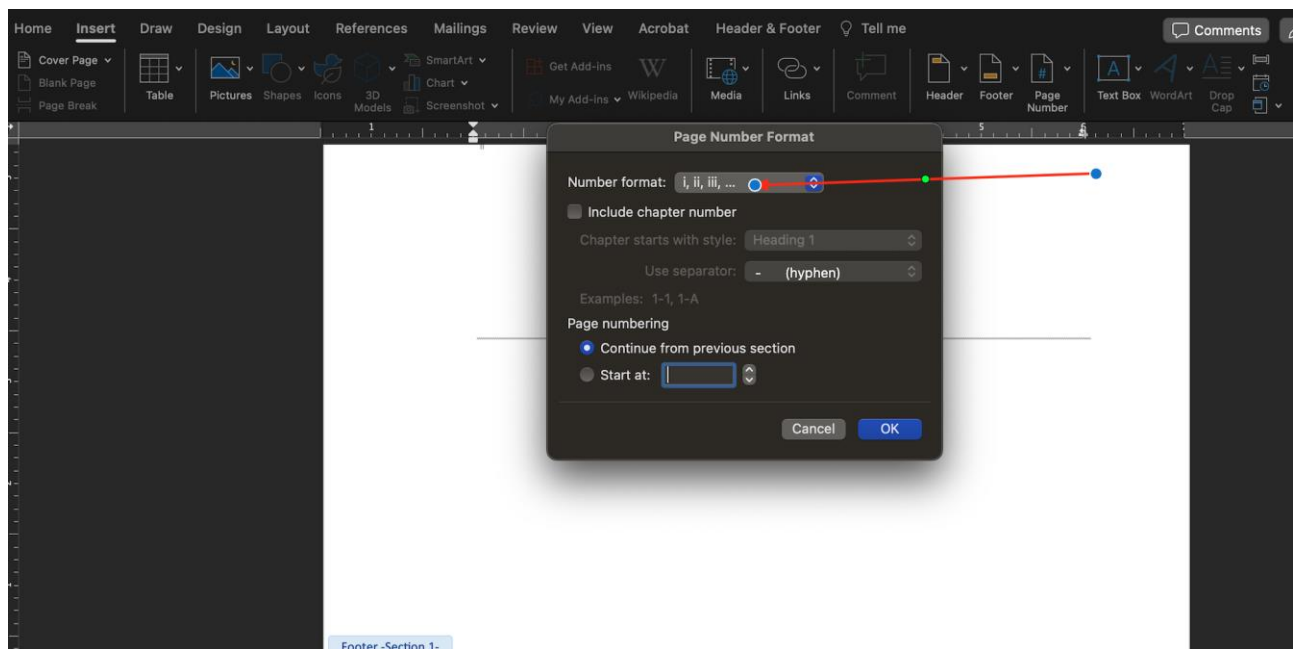 Home Insert Draw Design Layout References Mailings Review View Acrobat Header & Footer Tell me Comments
Cover Page
Blank Page
Page Break
Table
Pictures
Shapes
Icons
3D
Models
SmartArt
Chart
Screenshot
Get Add-ins
My Add-ins
W
Wikipedia
Media
Links
Comment
Header
Footer
#
Page
Number
A
Text Box
A
WordArt
A
Drop
Cap
1 5 6
Page Number Format
Number format: i, ii, iii, ...
Include chapter number
Chapter starts with style: Heading 1
Use separator: - (hyphen)
Examples: 1-1, 1-A
Page numbering
Continue from previous section
Start at:
Cancel OK
Footer -Section 1-